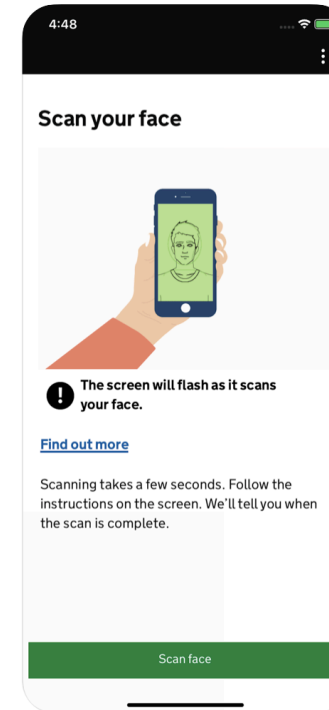 4:48
Scan your face
The screen will flash as it scans
your face.
Find out more
Scanning takes a few seconds. Follow the
instructions on the screen. We'll tell you when
the scan is complete.
Scan face